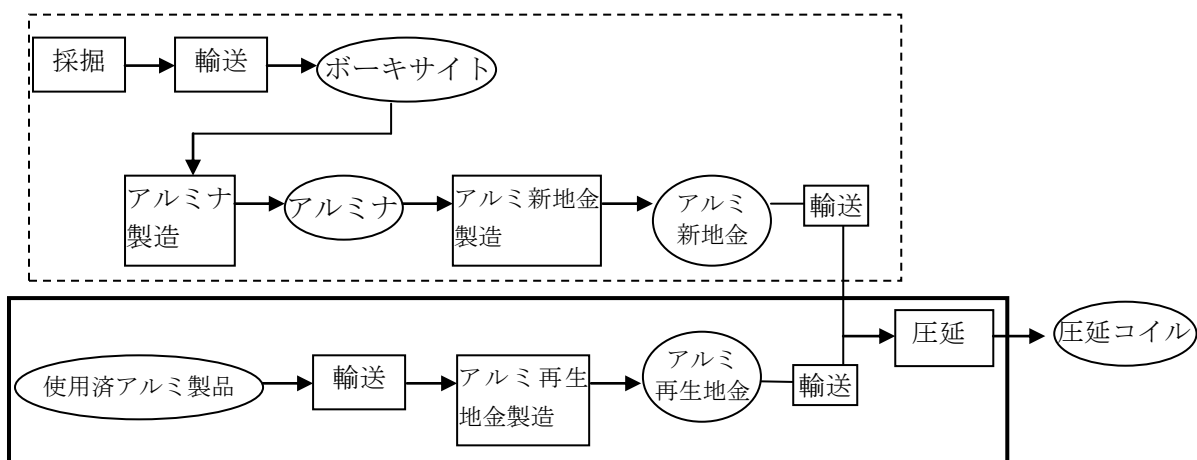 採掘
輸送
ボーキサイト
アルミナ
製造
アルミナ
アルミ新地金
製造
アルミ
新地金
輸送
圧延
圧延コイル
使用済アルミ製品
輸送
アルミ再生
地金製造
アルミ
再生地金
輸送